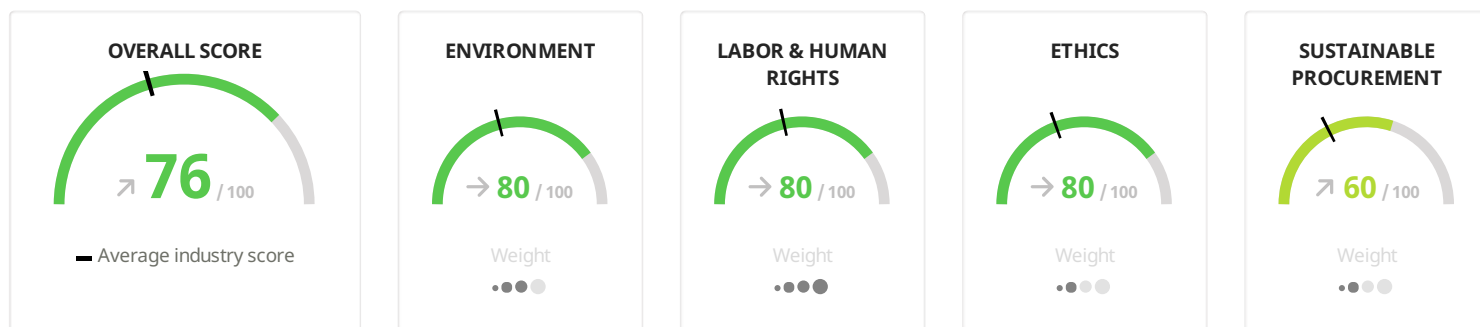 OVERALL SCORE
76 / 100
Average industry score
ENVIRONMENT
80 / 100
Weight
LABOR & HUMAN
RIGHTS
80 / 100
Weight
ETHICS
80 / 100
Weight
SUSTAINABLE
PROCUREMENT
60 / 100
Weight